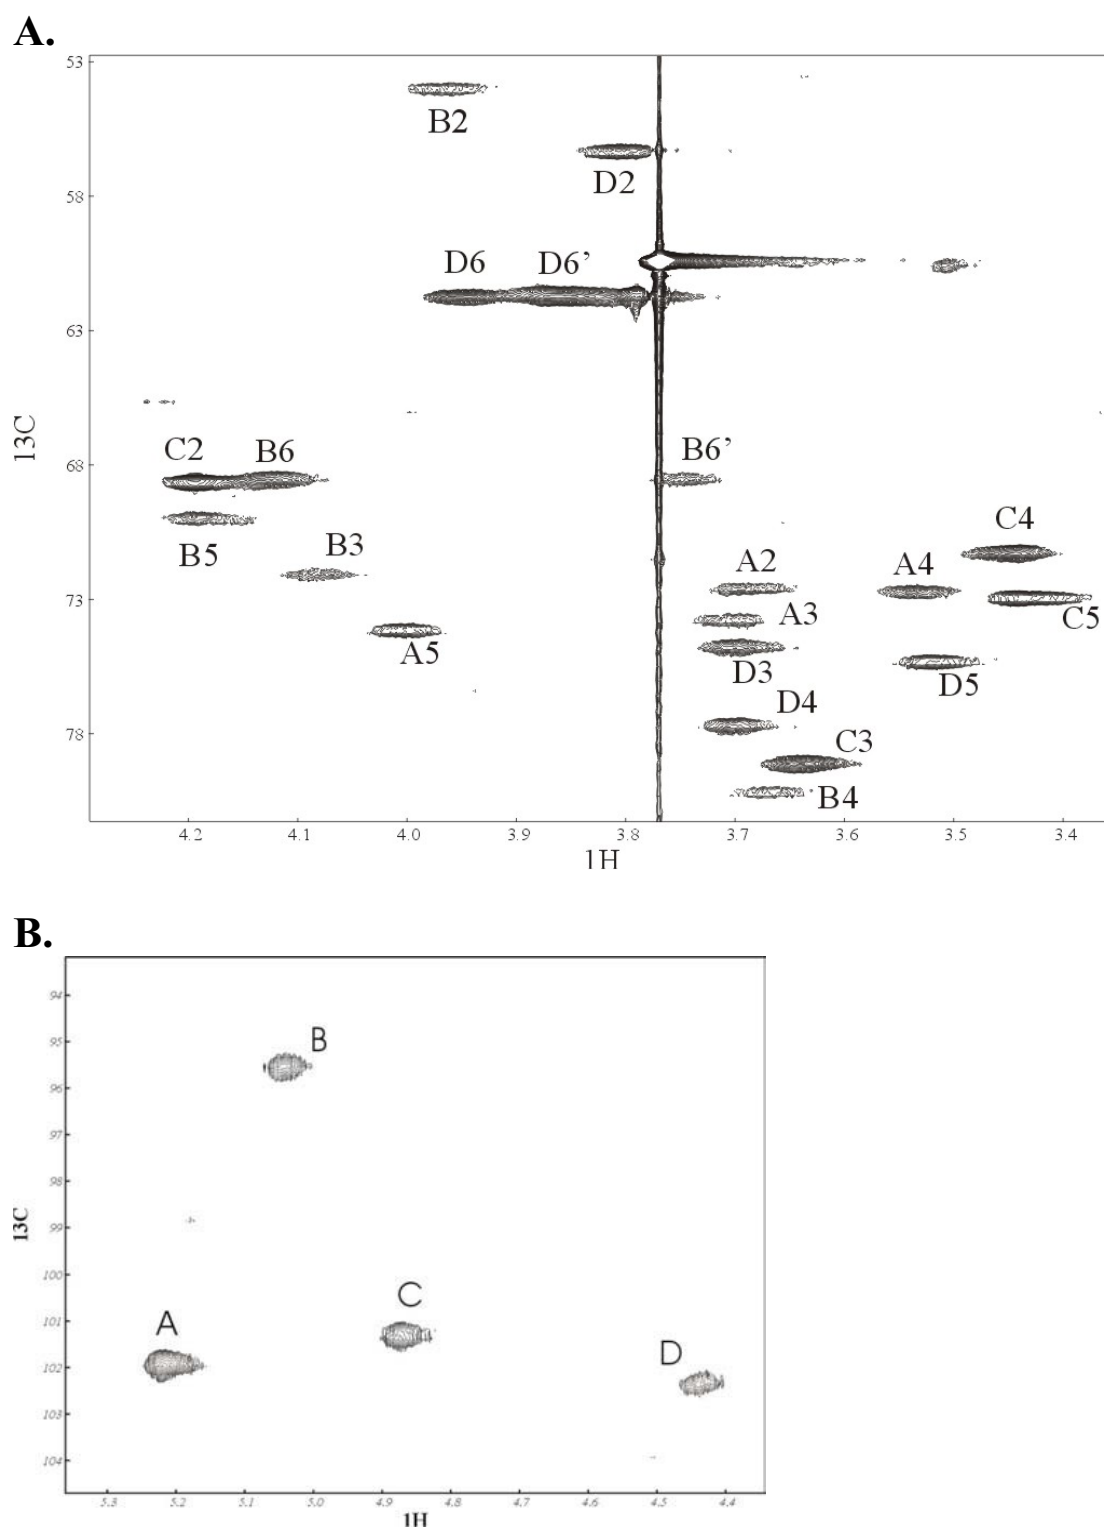 A.
53
B2
D2
58
D6 D6’
63
13C
C2 B6 B6’
68
B5 B3 A2 A4 C4
73
A3 C5
A5 D3 D5
D4
78
C3
B4
4.2 4.1 4.0 3.9 3.8 3.7 3.6 3.5 3.4
1H
B.
94
95
B
96
97
98
99
13C
100
C
101
A
D
102
103
104
5.3 5.2 5.1 5.0 4.9 4.8 4.7 4.6 4.5 4.4
1H